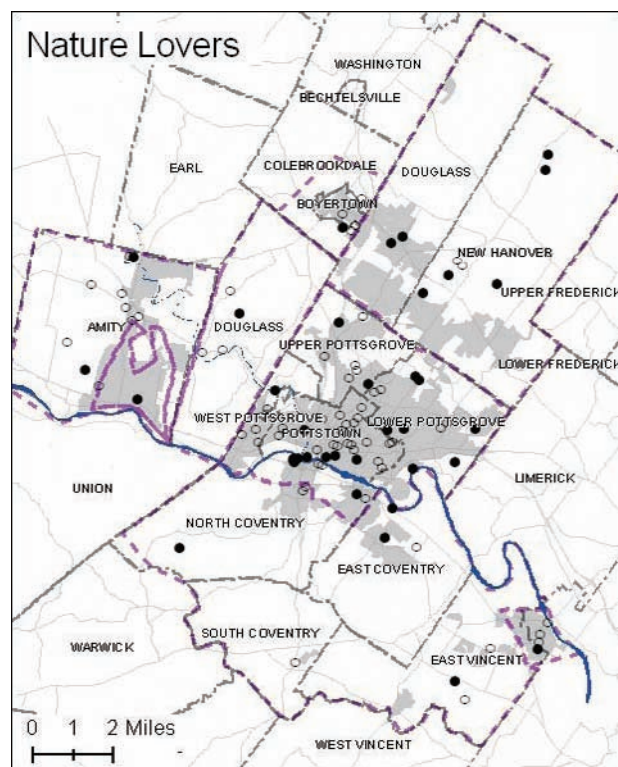 Nature Lovers
WASHINGTON
BECHTELSVILLE
EARL
COLEBROOKDALE
DOUGLASS
BOYERTOWN
NEW HANOVER
UPPER FREDERICK
AMITY
DOUGLASS
UPPER POTTSGROVE
LOWER FREDERICK
WEST POTTSGROVE
LOWER POTTSGROVE
POTTSTOWN
LIMERICK
UNION
NORTH COVENTRY
EAST COVENTRY
SOUTH COVENTRY
WARWICK
EAST VINCENT
0 1 2 Miles
WEST VINCENT